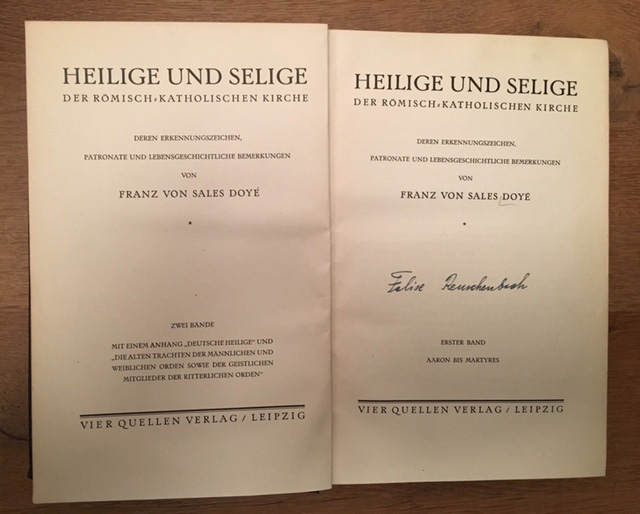 HEILIGE UND SELIGE
DER RÖMISCH-KATHOLISCHEN KIRCHE
DEREN ERKENNUNGSZEICHEN,
PATRONATE UND LEBENSGESCHICHTLICHE BEMERKUNGEN
VON
FRANZ VON SALES DOYÉ
*
ZWEI BÄNDE
MIT EINEM ANHANG „DEUTSCHE HEILIGE“ UND
„DIE ALTEN TRACHTEN DER MÄNNLICHEN UND
WEIBLICHEN ORDEN SOWIE DER GEISTLICHEN
MITGLIEDER DER RITTERLICHEN ORDEN“
VIER QUELLEN VERLAG / LEIPZIG
HEILIGE UND SELIGE
DER RÖMISCH-KATHOLISCHEN KIRCHE
DEREN ERKENNUNGSZEICHEN,
PATRONATE UND LEBENSGESCHICHTLICHE BEMERKUNGEN
VON
FRANZ VON SALES DOYÉ
*
Reuschenbach
ERSTER BAND
AARON BIS MARTYRES
VIER QUELLEN VERLAG / LEIPZIG